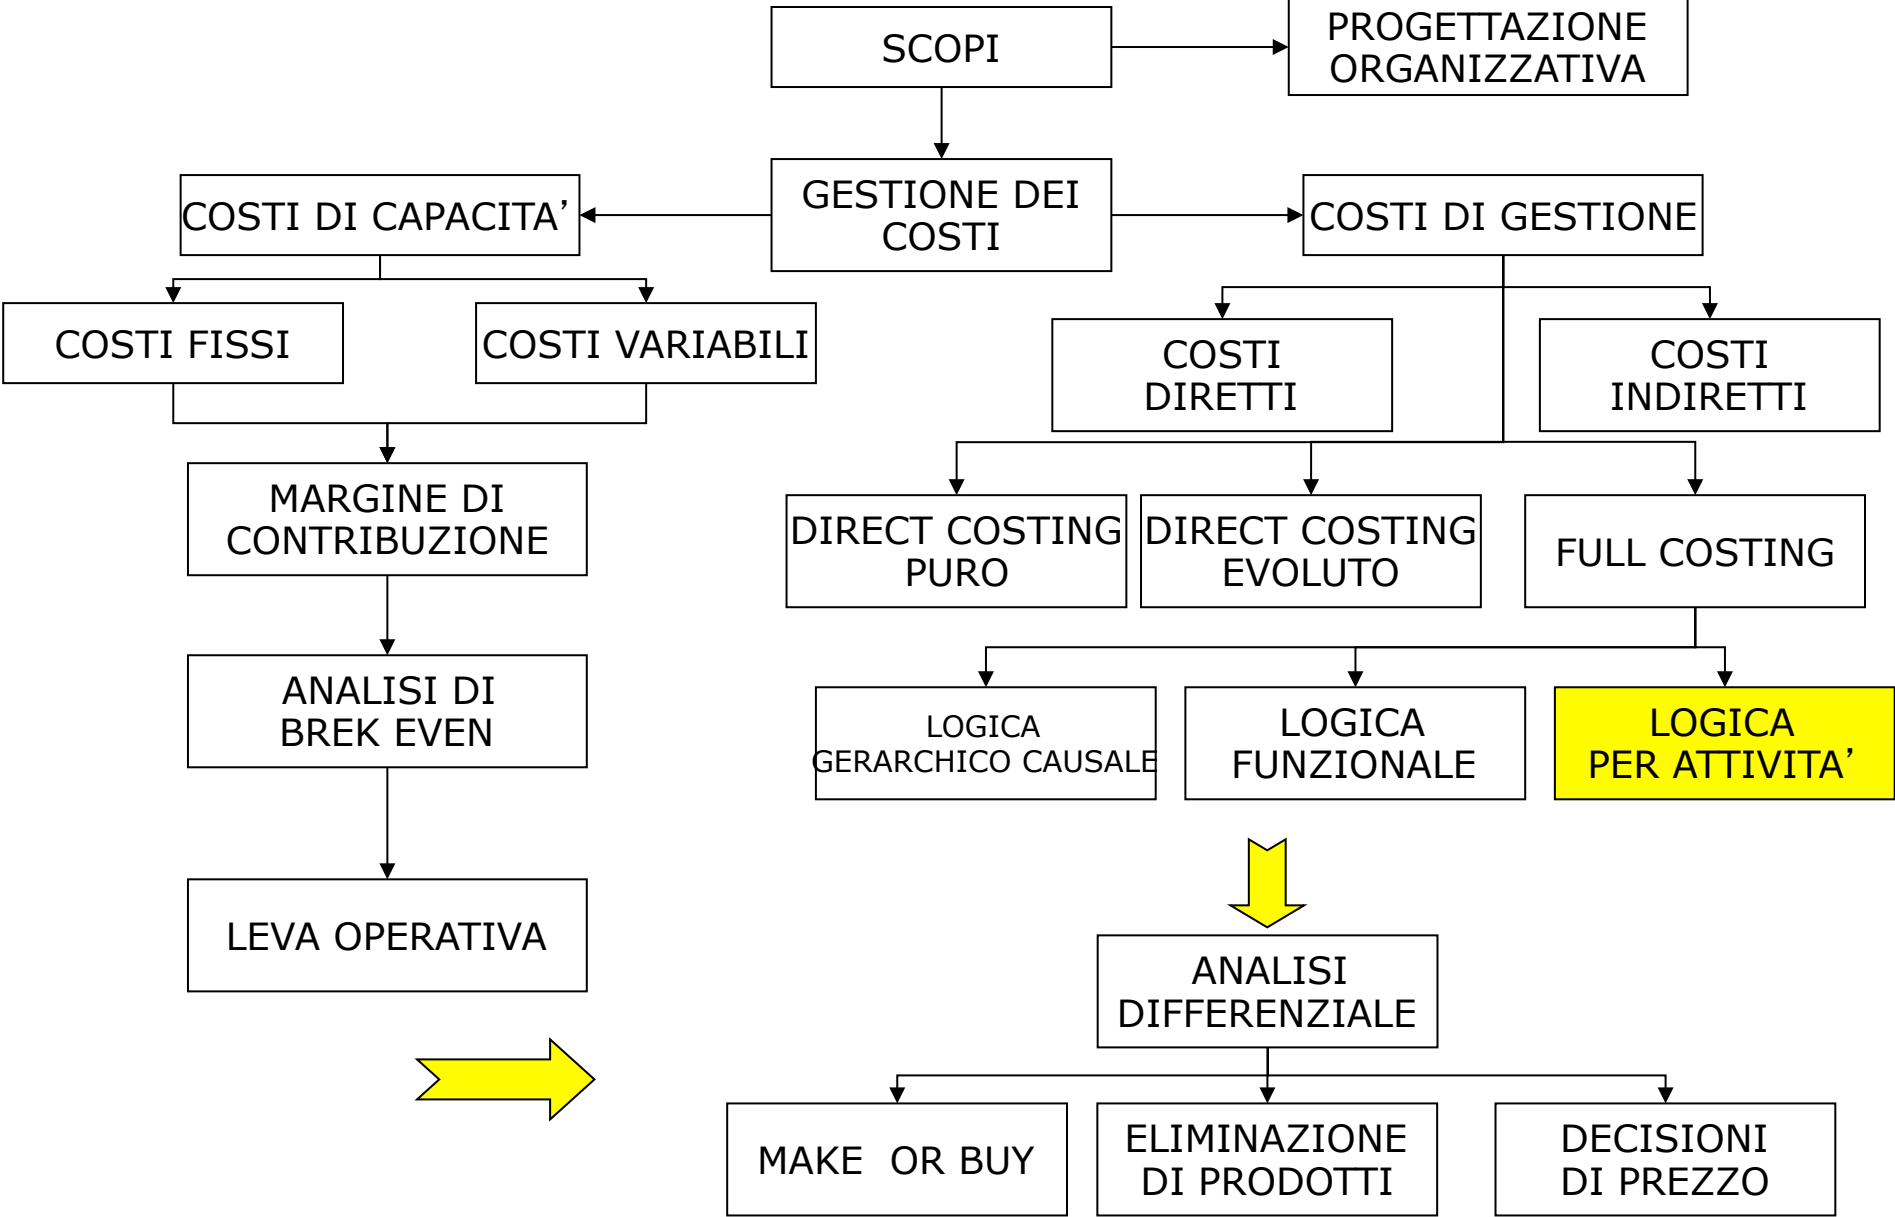 SCOPI
PROGETTAZIONE
ORGANIZZATIVA
COSTI DI CAPACITA’
GESTIONE DEI
COSTI
COSTI DI GESTIONE
COSTI FISSI
COSTI VARIABILI
COSTI
DIRETTI
COSTI
INDIRETTI
MARGINE DI
CONTRIBUZIONE
DIRECT COSTING
PURO
DIRECT COSTING
EVOLUTO
FULL COSTING
ANALISI DI
BREK EVEN
LOGICA
GERARCHICO CAUSALE
LOGICA
FUNZIONALE
LOGICA
PER ATTIVITA’
LEVA OPERATIVA
ANALISI
DIFFERENZIALE
MAKE  OR BUY
ELIMINAZIONE
DI PRODOTTI
DECISIONI
DI PREZZO